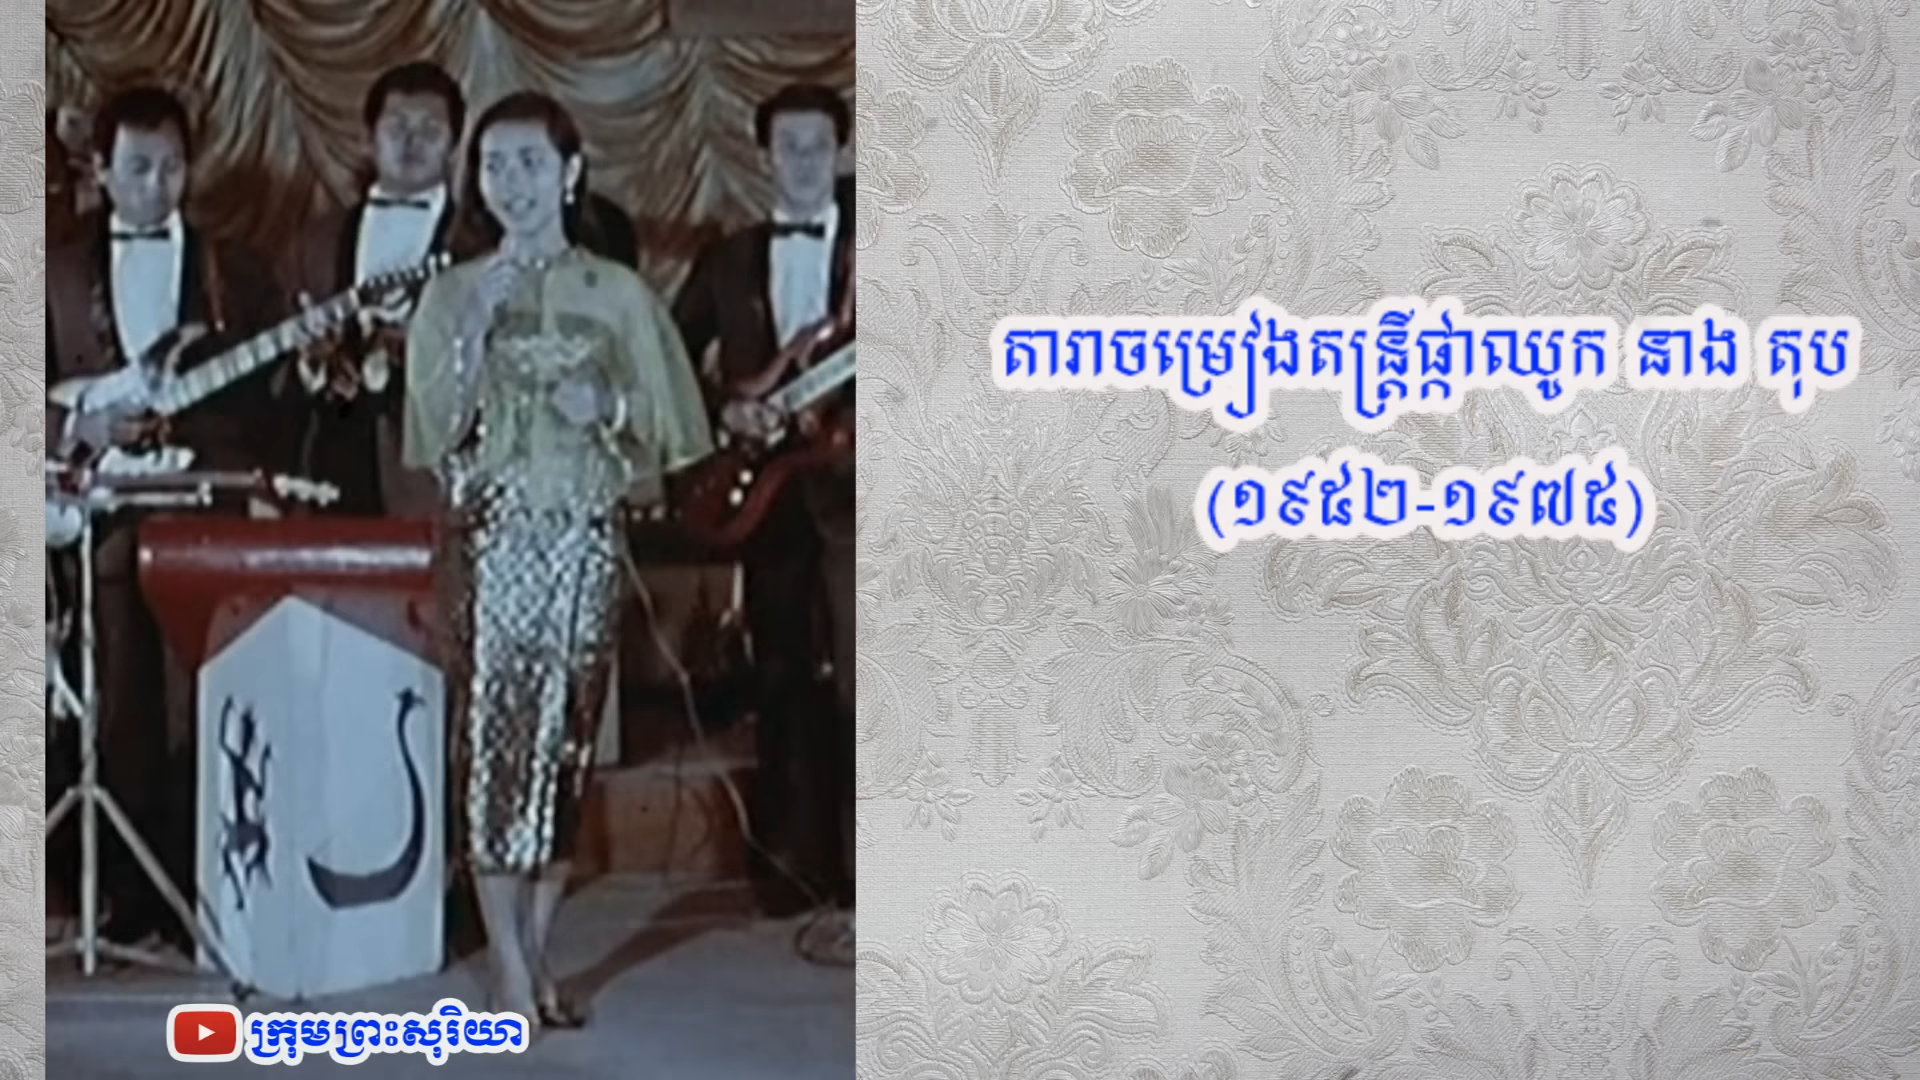 តារាចម្រៀងតន្ត្រីផ្កាឈូក នាង តុប
(១៩៥២-១៩៧៥)
ក្រុមព្រះសុរិយា